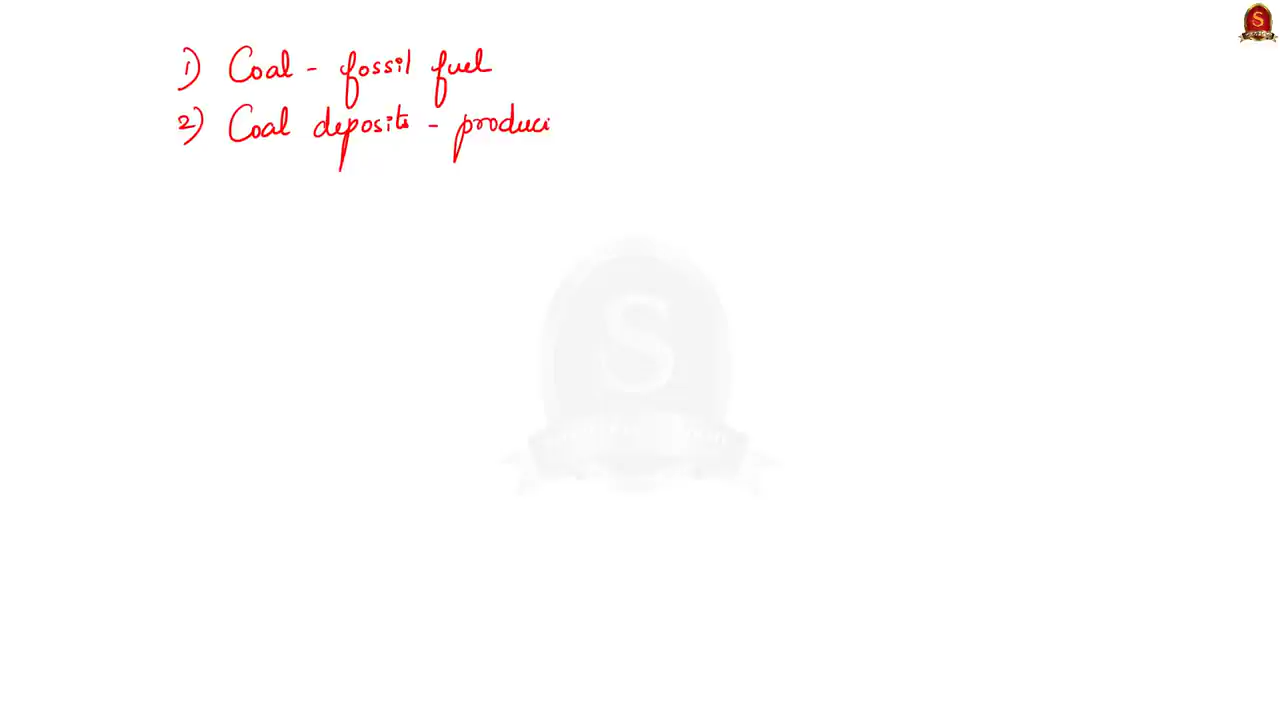 1) Coal - fossil fuel
2) Coal deposits - produci
S